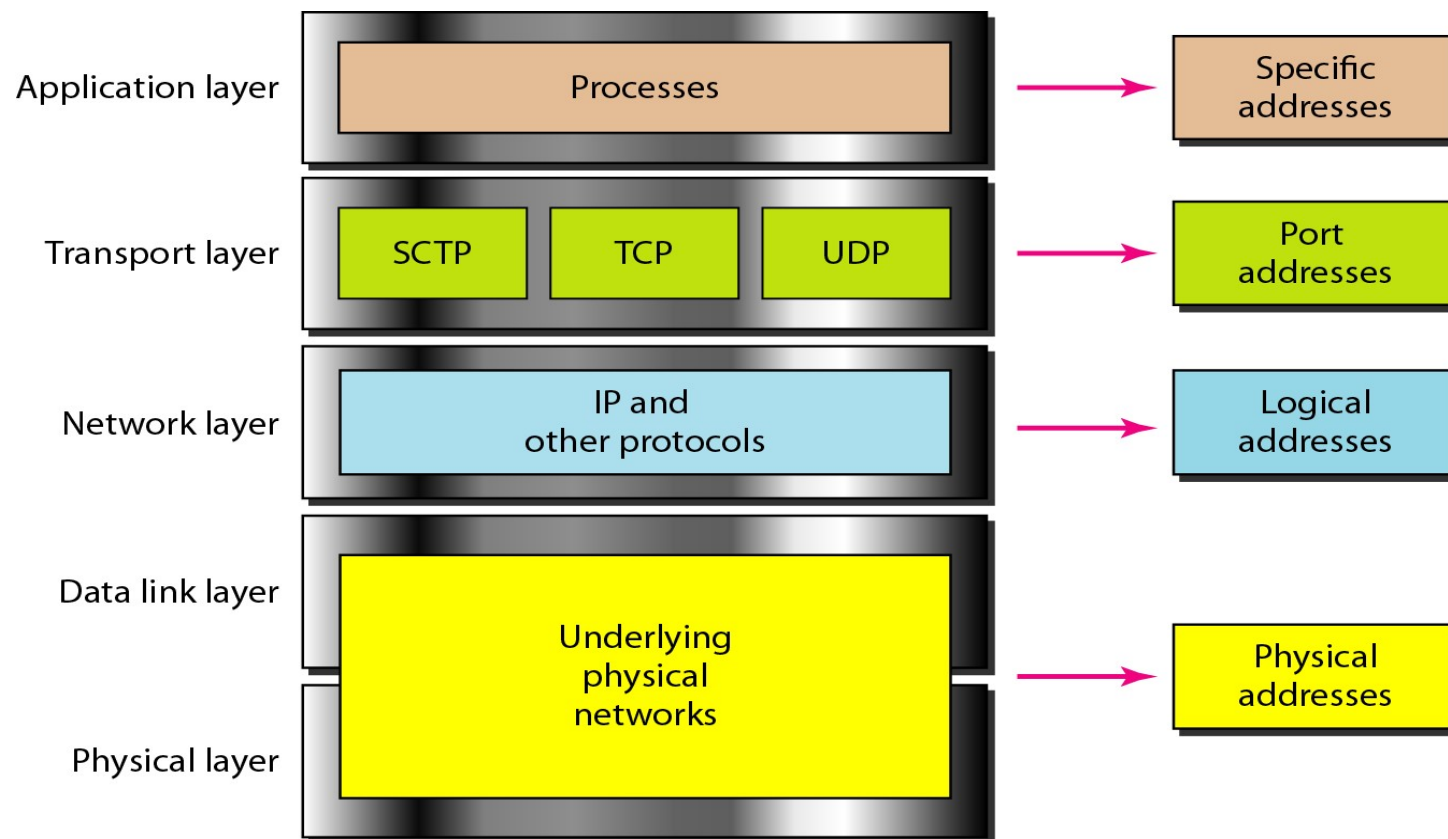 Application layer
Processes
Specific
addresses
Transport layer
SCTP
TCP
UDP
Port
addresses
Network layer
IP and
other protocols
Logical
addresses
Data link layer
Underlying
physical
networks
Physical
addresses
Physical layer